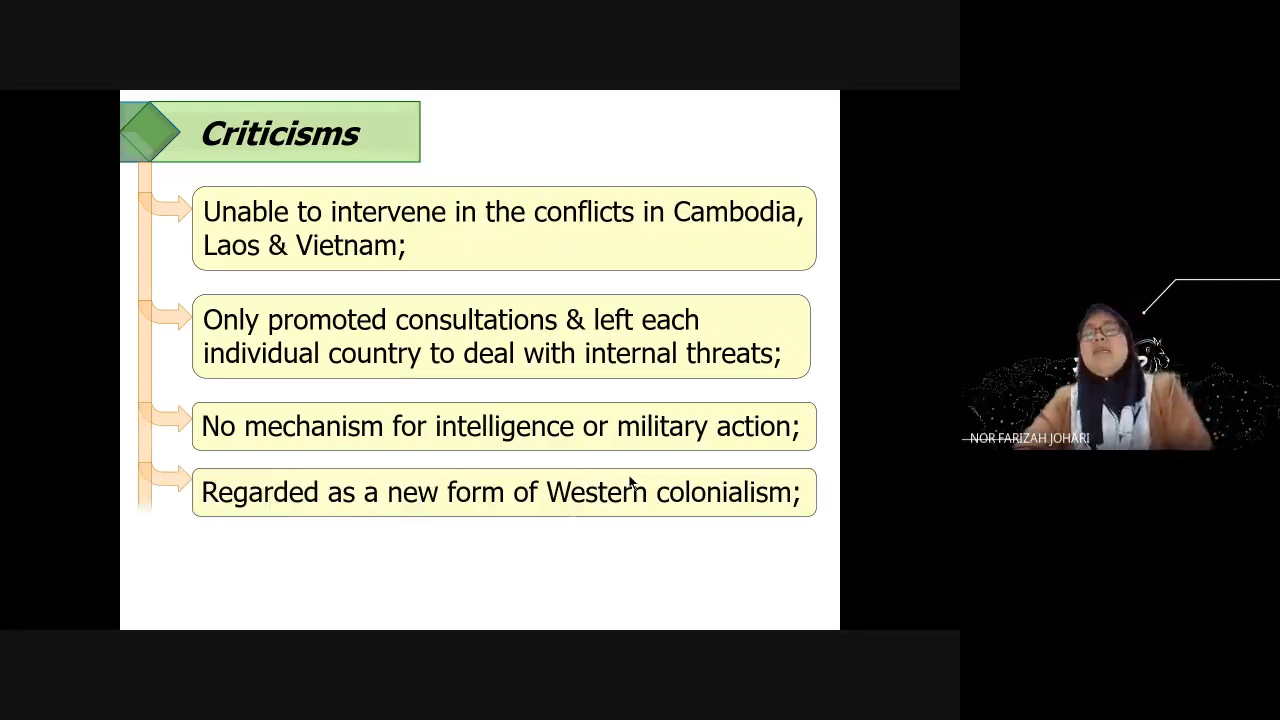 Criticisms
Unable to intervene in the conflicts in Cambodia,
Laos & Vietnam;
Only promoted consultations & left each
individual country to deal with internal threats;
No mechanism for intelligence or military action;
Regarded as a new form of Western colonialism;
NOR FARIZAH JOHARI